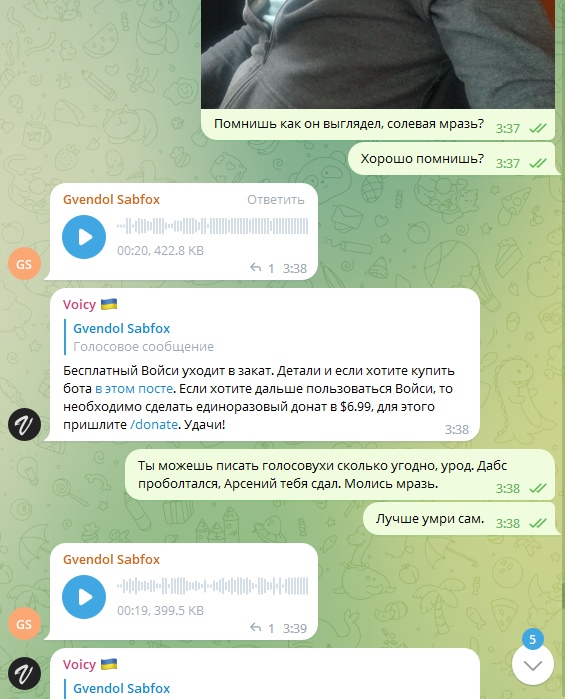 Помнишь как он выглядел, солевая мразь? 3:37
Хорошо помнишь? 3:37
Gvendol Sabfox Ответить
00:20, 422.8 KB
1 3:38
GS
Voicy 🇺🇦
Gvendol Sabfox
Голосовое сообщение
Бесплатный Войси уходит в закат. Детали и если хотите купить
бота в этом посте. Если хотите дальше пользоваться Войси, то
необходимо сделать единоразовый донат в $6.99, для этого
пришлите /donate. Удачи!
3:38
Ты можешь писать голосовухи сколько угодно, урод. Дабс
проболтался, Арсений тебя сдал. Молись мразь. 3:38
Лучше умри сам. 3:38
Gvendol Sabfox
00:19, 399.5 KB
1 3:39
GS
5
Voicy 🇺🇦
Gvendol Sabfox